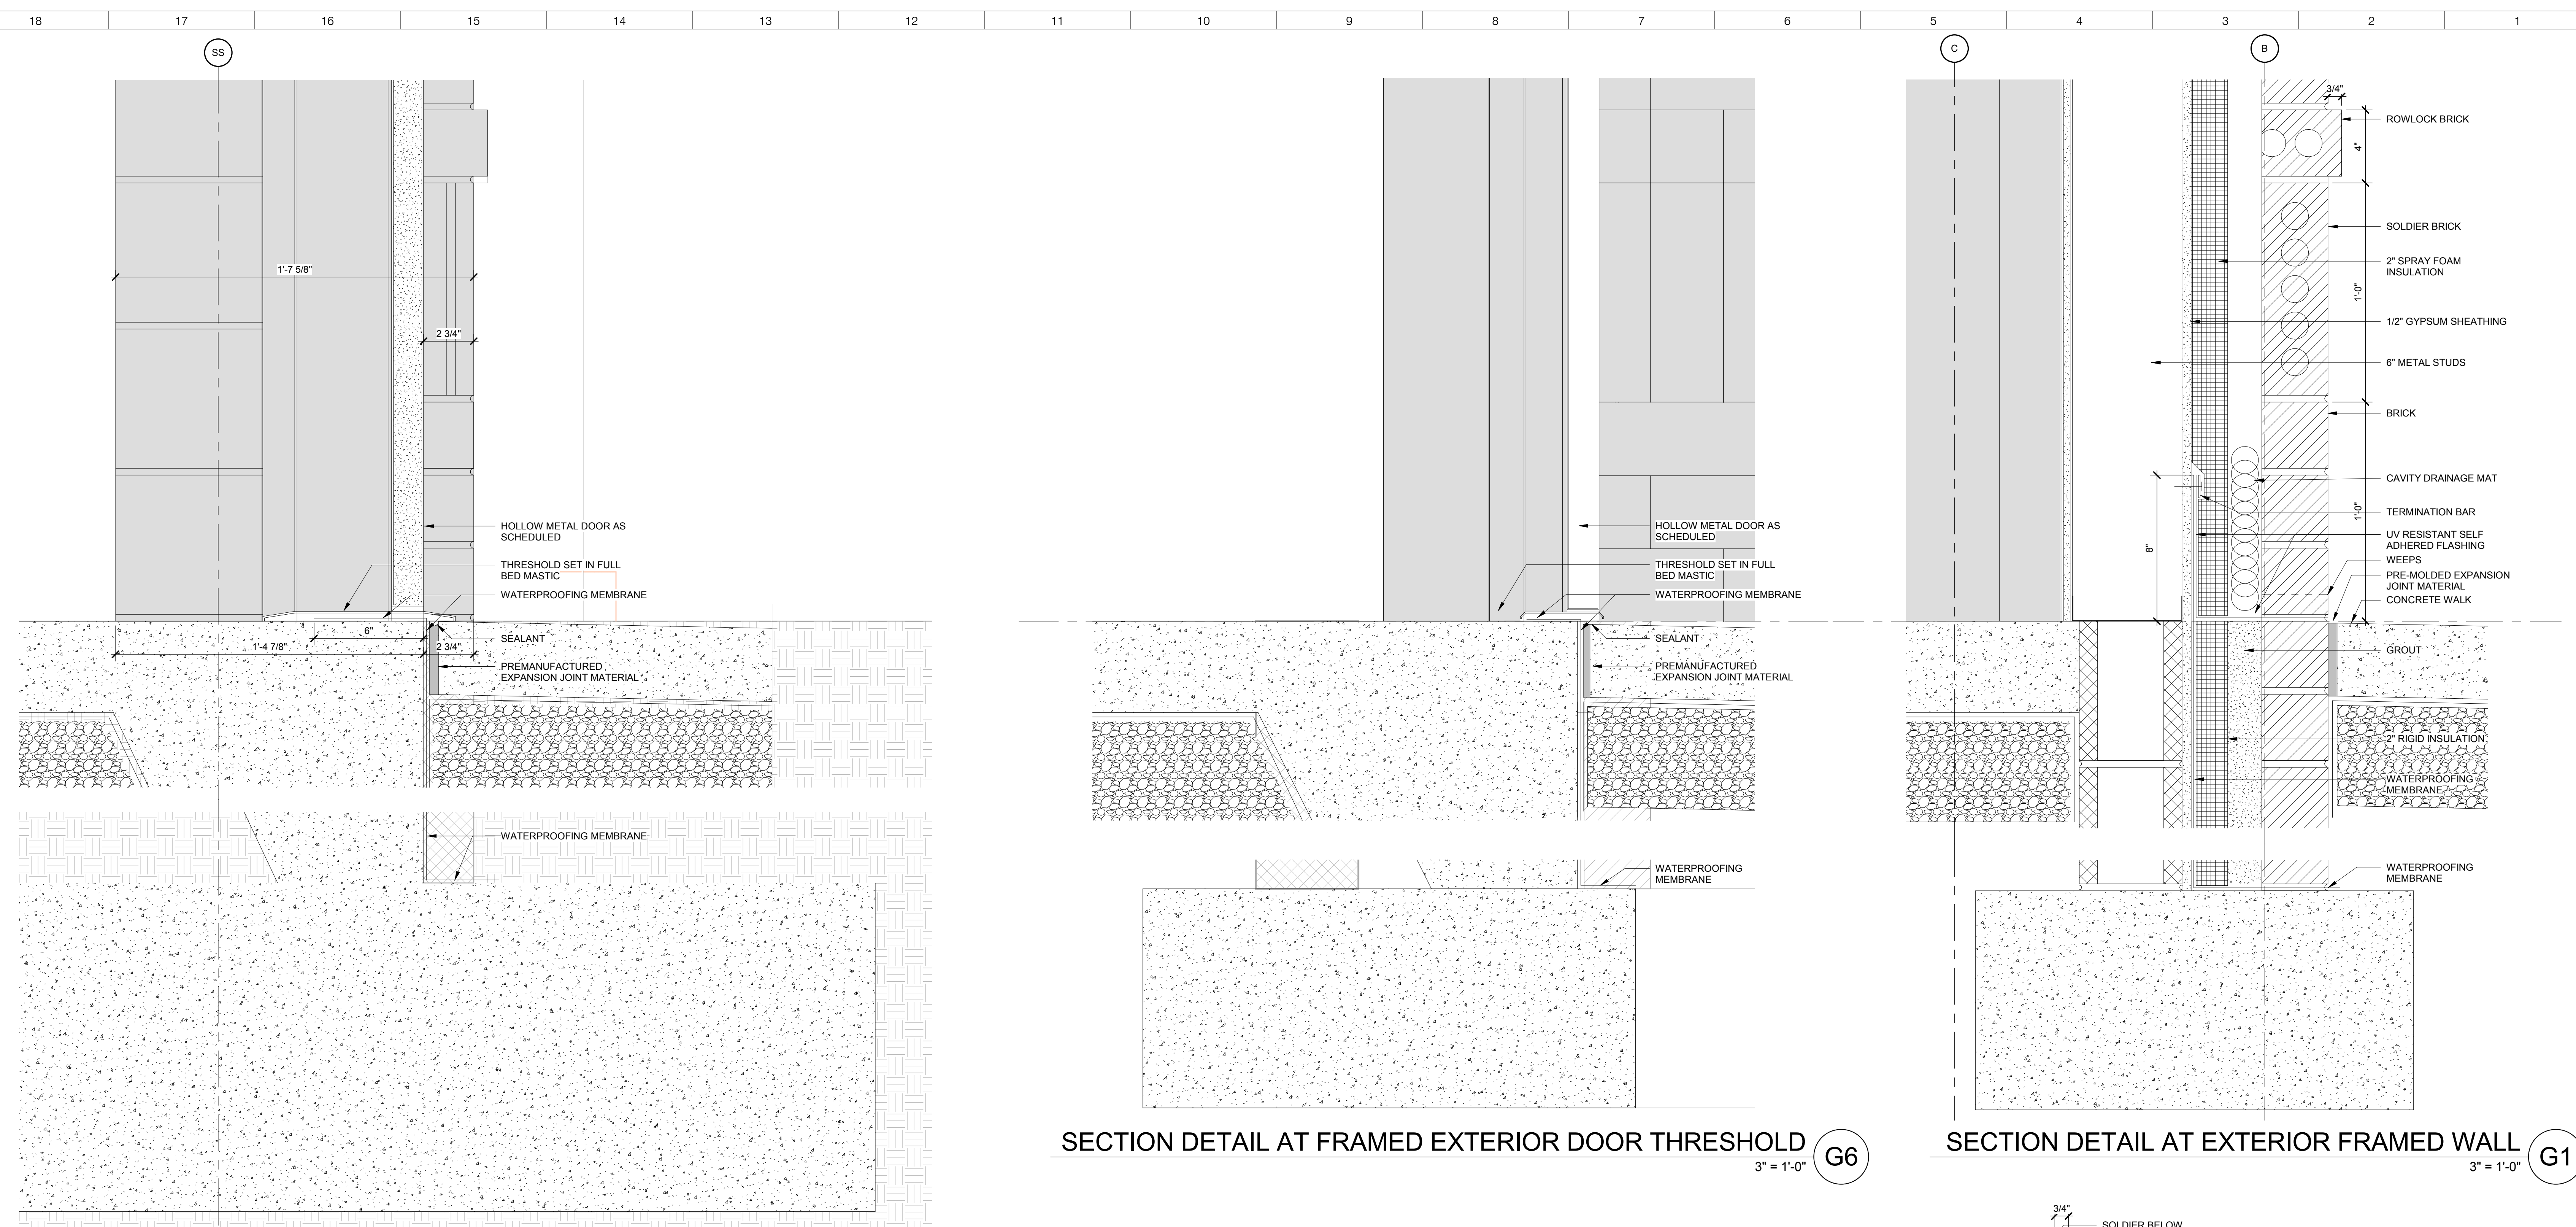 18 17 16 15 14 13 12 11 10 9 8 7 6 5 4 3 2 1
SS
1'-7 5/8"
2 3/4"
HOLLOW METAL DOOR AS
SCHEDULED
THRESHOLD SET IN FULL
BED MASTIC
WATERPROOFING MEMBRANE
6"
SEALANT
1'-4 7/8"
2 3/4"
PREMANUFACTURED
EXPANSION JOINT MATERIAL
WATERPROOFING MEMBRANE
HOLLOW METAL DOOR AS
SCHEDULED
THRESHOLD SET IN FULL
BED MASTIC
WATERPROOFING MEMBRANE
SEALANT
PREMANUFACTURED
EXPANSION JOINT MATERIAL
WATERPROOFING
MEMBRANE
SECTION DETAIL AT FRAMED EXTERIOR DOOR THRESHOLD
3" = 1'-0"
G6
C
B
3/4"
ROWLOCK BRICK
4"
SOLDIER BRICK
2" SPRAY FOAM
INSULATION
1'-0"
1/2" GYPSUM SHEATHING
6" METAL STUDS
BRICK
CAVITY DRAINAGE MAT
TERMINATION BAR
1'-0"
UV RESISTANT SELF
ADHERED FLASHING
8"
WEEPS
PRE-MOLDED EXPANSION
JOINT MATERIAL
CONCRETE WALK
GROUT
2" RIGID INSULATION
WATERPROOFING
MEMBRANE
WATERPROOFING
MEMBRANE
SECTION DETAIL AT EXTERIOR FRAMED WALL
3" = 1'-0"
G1
3/4"
SOLDIER BELOW